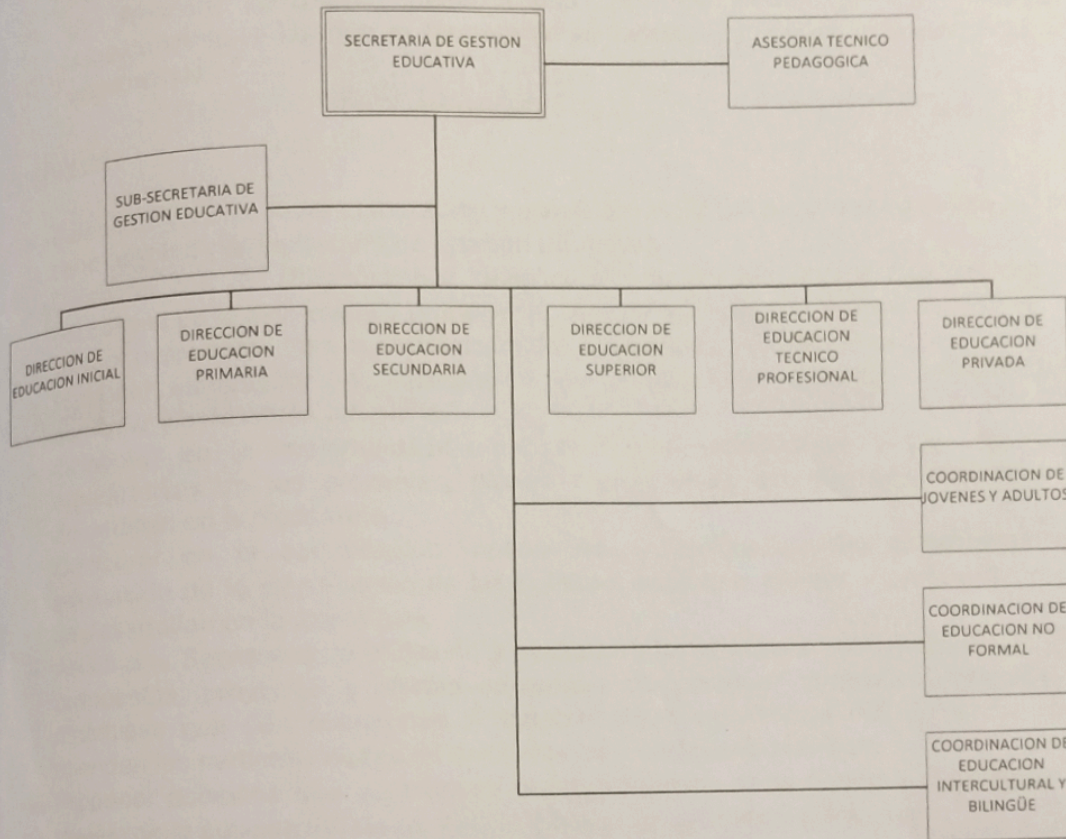 SECRETARIA DE GESTION
EDUCATIVA
ASESORIA TECNICO
PEDAGOGICA
SUB-SECRETARIA DE
GESTION EDUCATIVA
DIRECCION DE
EDUCACION INICIAL
DIRECCION DE
EDUCACION
PRIMARIA
DIRECCION DE
EDUCACION
SECUNDARIA
DIRECCION DE
EDUCACION
SUPERIOR
DIRECCION DE
EDUCACION
TECNICO
PROFESIONAL
DIRECCION DE
EDUCACION
PRIVADA
COORDINACION DE
JOVENES Y ADULTOS
COORDINACION DE
EDUCACION NO
FORMAL
COORDINACION DE
EDUCACION
INTERCULTURAL Y
BILINGÜE